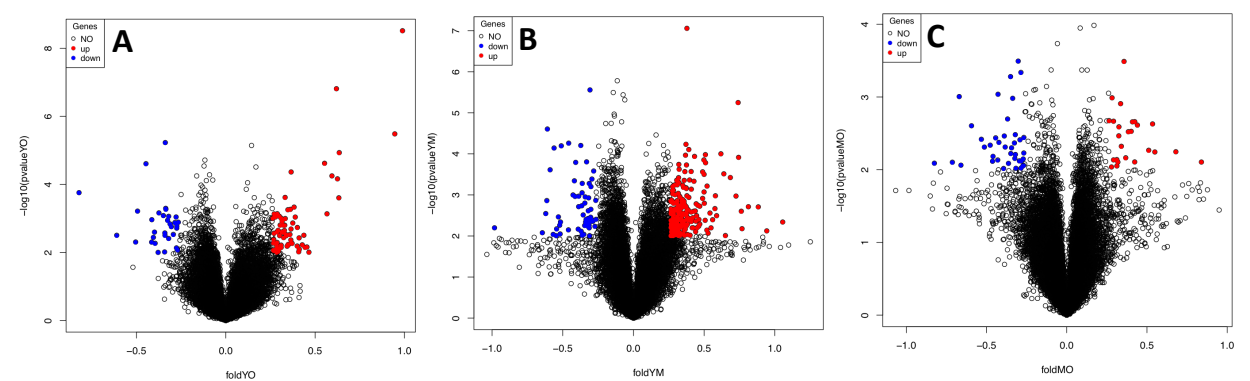 A
Genes
NO
up
down
-log10(pvalueYO)
8
6
4
2
0
-0.5
0.0
0.5
1.0
foldYO
B
Genes
NO
down
up
-log10(pvalueYM)
7
6
5
4
3
2
1
0
-1.0
-0.5
0.0
0.5
1.0
foldYM
C
Genes
NO
down
up
-log10(pvalueMO)
4
3
2
1
0
-1.0
-0.5
0.0
0.5
1.0
foldMO